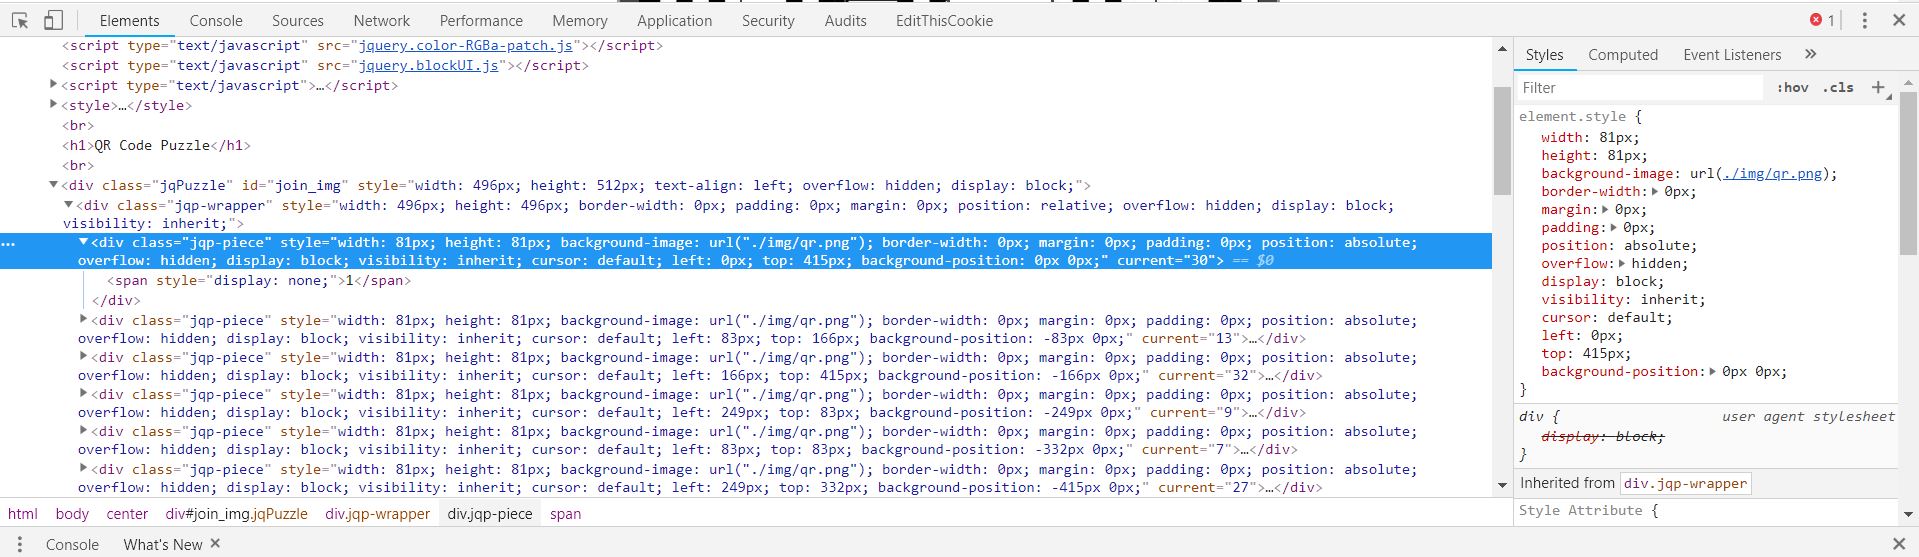 Elements Console Sources Network Performance Memory Application Security Audits EditThisCookie 1
<script type="text/javascript" src="jquery.color-RGBa-patch.js"></script>
<script type="text/javascript" src="jquery.blockUI.js"></script>
<script type="text/javascript">…</script>
<style>…</style>
<br>
<h1>QR Code Puzzle</h1>
<br>
<div class="jqPuzzle" id="join_img" style="width: 496px; height: 512px; text-align: left; overflow: hidden; display: block;">
<div class="jqp-wrapper" style="width: 496px; height: 496px; border-width: 0px; padding: 0px; margin: 0px; position: relative; overflow: hidden; display: block;
visibility: inherit;">
… <div class="jqp-piece" style="width: 81px; height: 81px; background-image: url("./img/qr.png"); border-width: 0px; margin: 0px; padding: 0px; position: absolute;
overflow: hidden; display: block; visibility: inherit; cursor: default; left: 0px; top: 415px; background-position: 0px 0px;" current="30"> == $0
<span style="display: none;">1</span>
</div>
<div class="jqp-piece" style="width: 81px; height: 81px; background-image: url("./img/qr.png"); border-width: 0px; margin: 0px; padding: 0px; position: absolute;
overflow: hidden; display: block; visibility: inherit; cursor: default; left: 83px; top: 166px; background-position: -83px 0px;" current="13">…</div>
<div class="jqp-piece" style="width: 81px; height: 81px; background-image: url("./img/qr.png"); border-width: 0px; margin: 0px; padding: 0px; position: absolute;
overflow: hidden; display: block; visibility: inherit; cursor: default; left: 166px; top: 415px; background-position: -166px 0px;" current="32">…</div>
<div class="jqp-piece" style="width: 81px; height: 81px; background-image: url("./img/qr.png"); border-width: 0px; margin: 0px; padding: 0px; position: absolute;
overflow: hidden; display: block; visibility: inherit; cursor: default; left: 249px; top: 83px; background-position: -249px 0px;" current="9">…</div>
<div class="jqp-piece" style="width: 81px; height: 81px; background-image: url("./img/qr.png"); border-width: 0px; margin: 0px; padding: 0px; position: absolute;
overflow: hidden; display: block; visibility: inherit; cursor: default; left: 83px; top: 83px; background-position: -332px 0px;" current="7">…</div>
<div class="jqp-piece" style="width: 81px; height: 81px; background-image: url("./img/qr.png"); border-width: 0px; margin: 0px; padding: 0px; position: absolute;
overflow: hidden; display: block; visibility: inherit; cursor: default; left: 249px; top: 332px; background-position: -415px 0px;" current="27">…</div>
html body center div#join_img.jqPuzzle div.jqp-wrapper div.jqp-piece span
Styles Computed Event Listeners »
Filter :hov .cls +
element.style {
width: 81px;
height: 81px;
background-image: url(./img/qr.png);
border-width: 0px;
margin: 0px;
padding: 0px;
position: absolute;
overflow: hidden;
display: block;
visibility: inherit;
cursor: default;
left: 0px;
top: 415px;
background-position: 0px 0px;
}
div { user agent stylesheet
display: block;
}
Inherited from div.jqp-wrapper
Style Attribute {
Console What's New